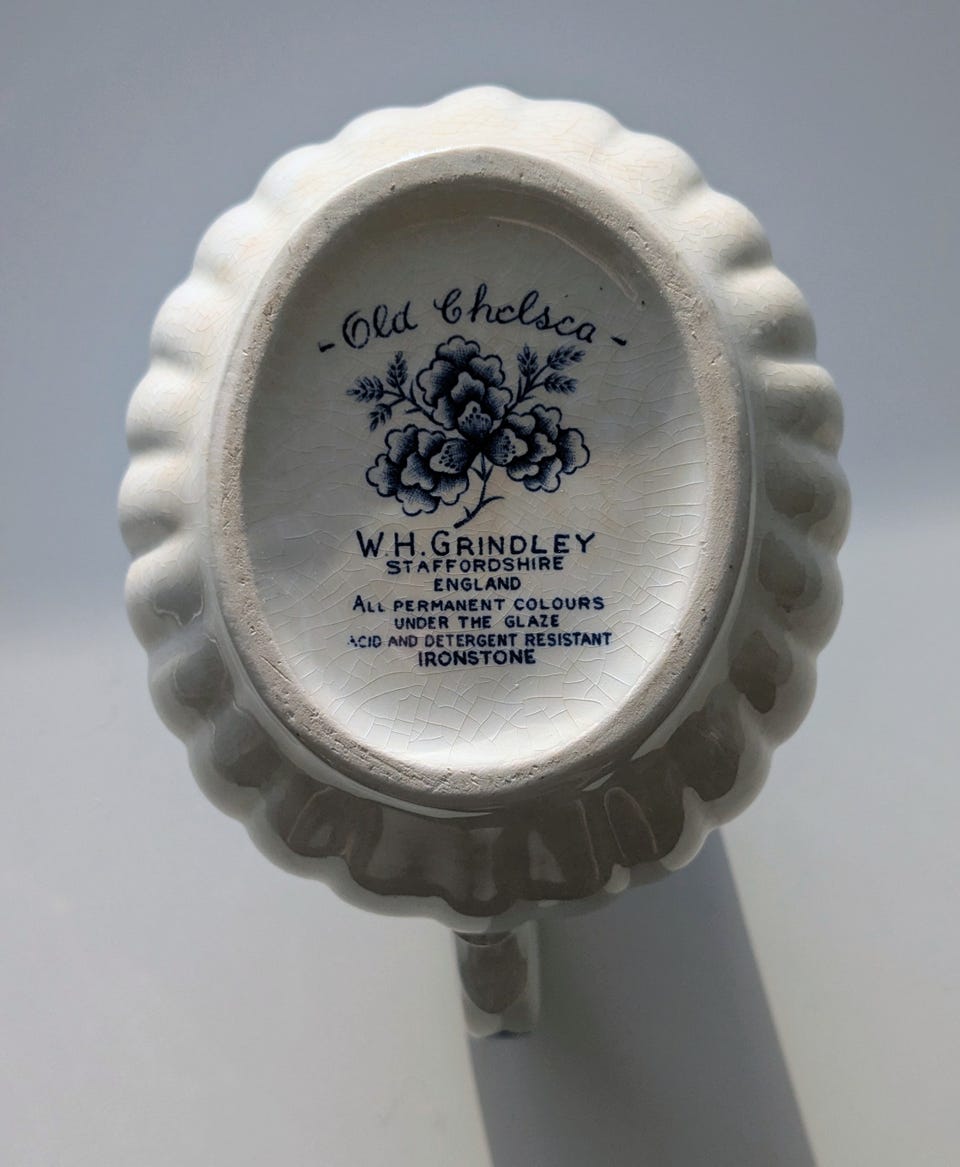 - Old Chelsea -
W.H. GRINDLEY
STAFFORDSHIRE
ENGLAND
ALL PERMANENT COLOURS
UNDER THE GLAZE
ACID AND DETERGENT RESISTANT
IRONSTONE